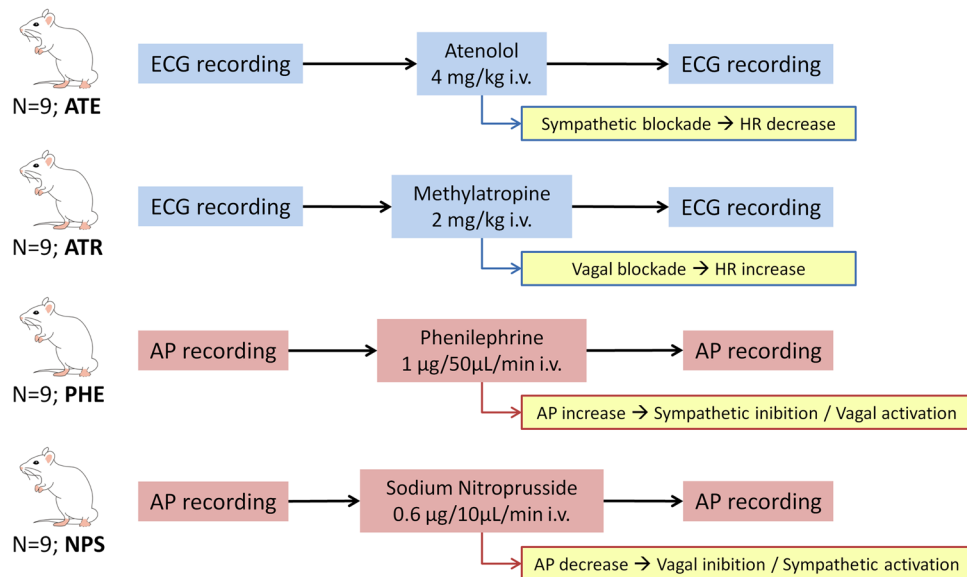 ECG recording
Atenolol
4 mg/kg i.v.
ECG recording
N=9; ATE
Sympathetic blockade → HR decrease
ECG recording
Methylatropine
2 mg/kg i.v.
ECG recording
N=9; ATR
Vagal blockade → HR increase
AP recording
Phenilephrine
1 µg/50µL/min i.v.
AP recording
N=9; PHE
AP increase → Sympathetic inibition / Vagal activation
AP recording
Sodium Nitroprusside
0.6 µg/10µL/min i.v.
AP recording
N=9; NPS
AP decrease → Vagal inibition / Sympathetic activation